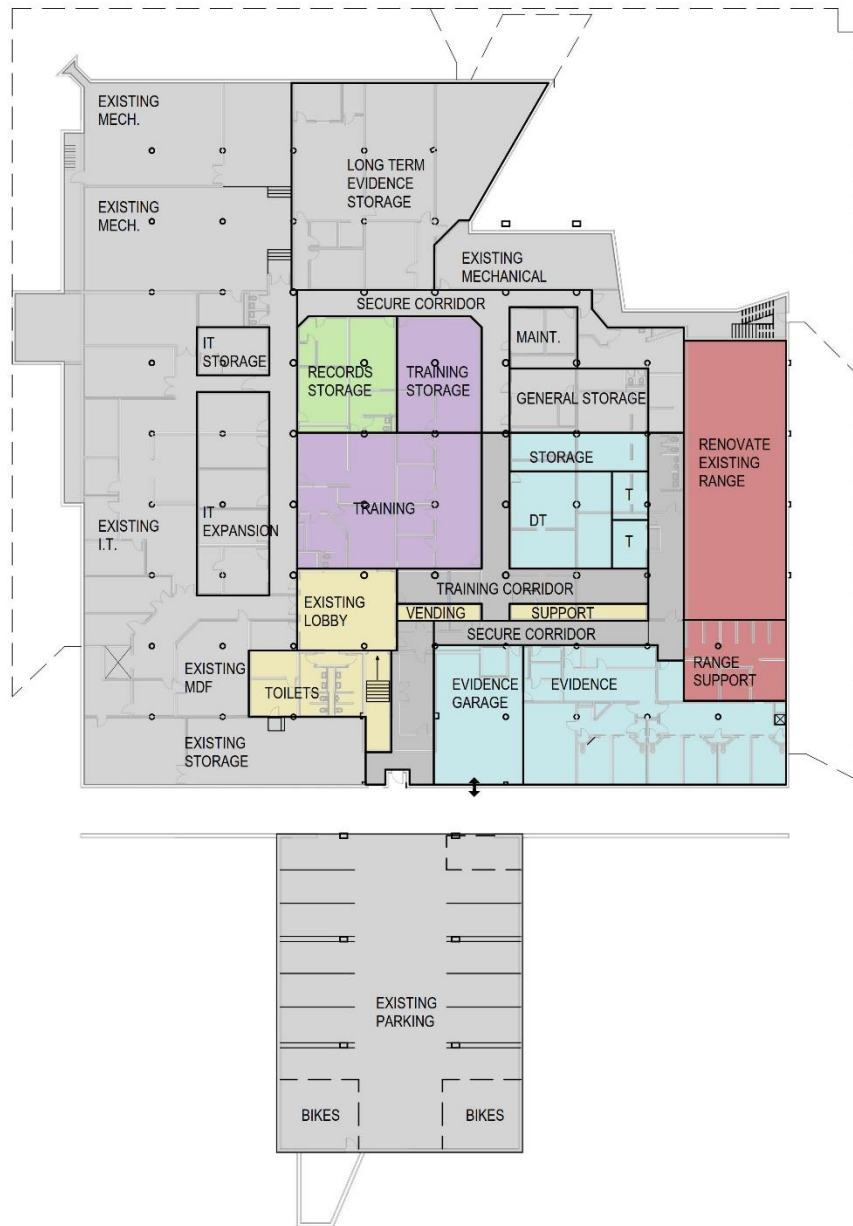 EXISTING
MECH.
LONG TERM
EVIDENCE
STORAGE
EXISTING
MECH.
EXISTING
MECHANICAL
SECURE CORRIDOR
IT
STORAGE
RECORDS
STORAGE
TRAINING
STORAGE
MAINT.
GENERAL STORAGE
RENOVATE
EXISTING
RANGE
STORAGE
EXISTING
I.T.
IT
EXPANSION
TRAINING
DT
T
T
TRAINING CORRIDOR
EXISTING
LOBBY
VENDING
SUPPORT
SECURE CORRIDOR
EXISTING
MDF
TOILETS
EVIDENCE
GARAGE
EVIDENCE
RANGE
SUPPORT
EXISTING
STORAGE
EXISTING
PARKING
BIKES
BIKES